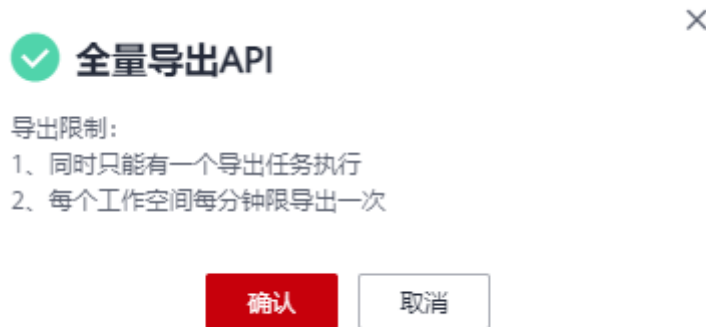 全量导出API
导出限制：
1、同时只能有一个导出任务执行
2、每个工作空间每分钟限导出一次
确认
取消